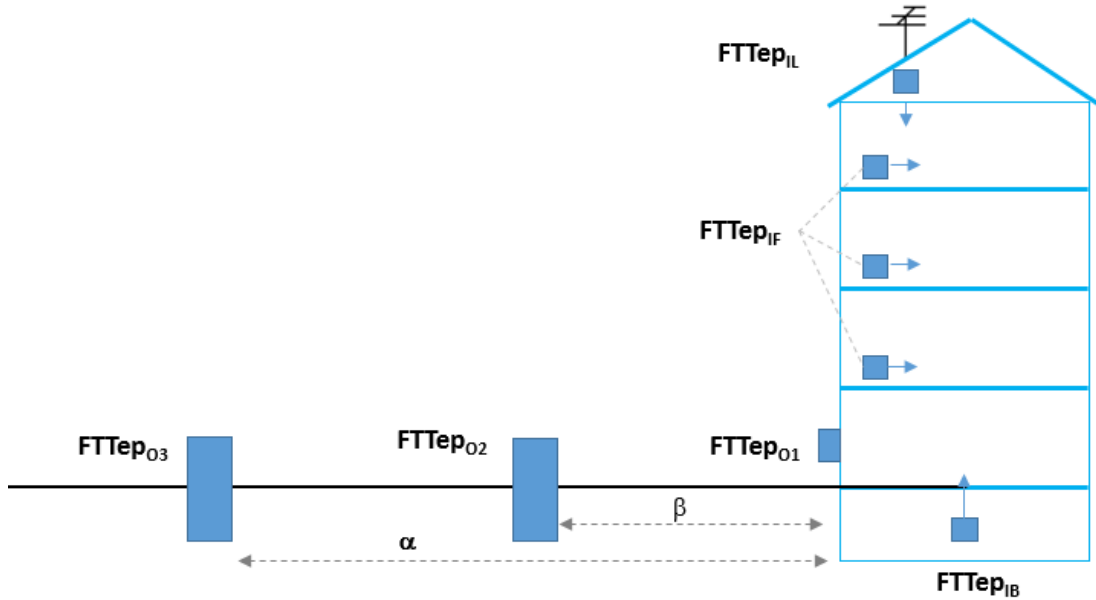 FTTep_IL
FTTep_IF
FTTep_O3
FTTep_O2
FTTep_O1
β
α
FTTep_IB